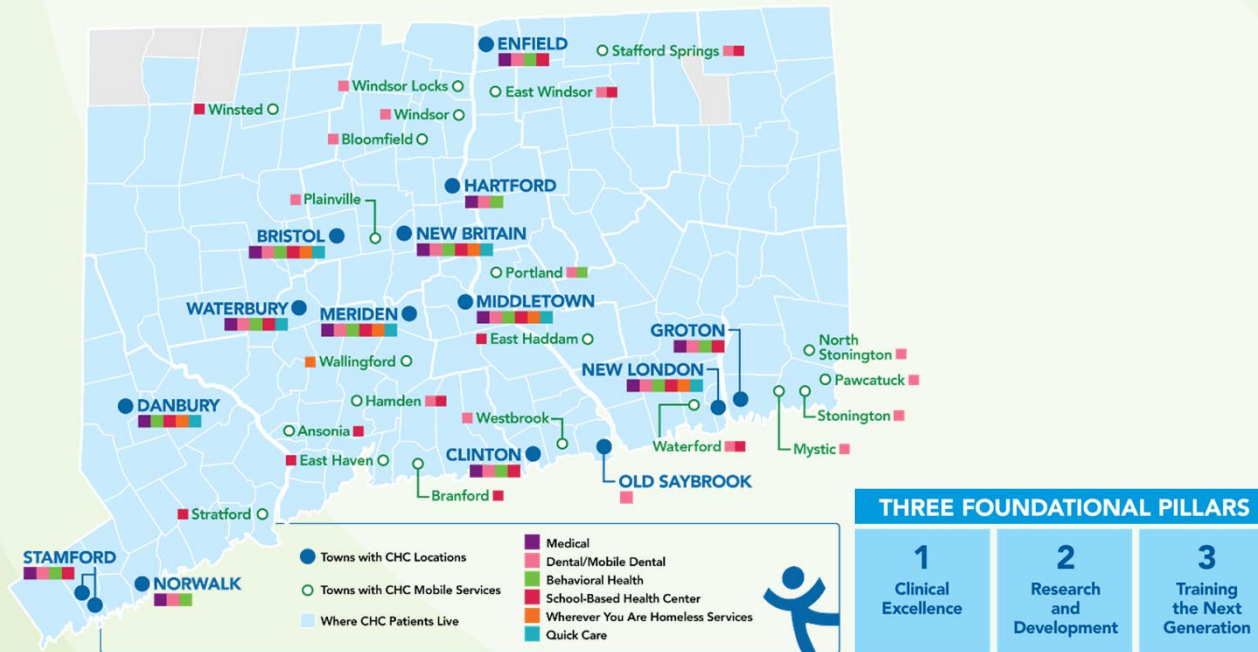 ENFIELD
Stafford Springs
Windsor Locks
East Windsor
Winsted
Windsor
Bloomfield
HARTFORD
Plainville
BRISTOL
NEW BRITAIN
Portland
WATERBURY
MERIDEN
MIDDLETOWN
East Haddam
GROTON
North
Stonington
Wallingford
NEW LONDON
Pawcatuck
DANBURY
Hamden
Westbrook
Stonington
Ansonia
Waterford
Mystic
East Haven
CLINTON
OLD SAYBROOK
Branford
Stratford
STAMFORD
NORWALK
Towns with CHC Locations
Towns with CHC Mobile Services
Where CHC Patients Live
Medical
Dental/Mobile Dental
Behavioral Health
School-Based Health Center
Wherever You Are Homeless Services
Quick Care
THREE FOUNDATIONAL PILLARS
1
Clinical
Excellence
2
Research
and
Development
3
Training
the Next
Generation